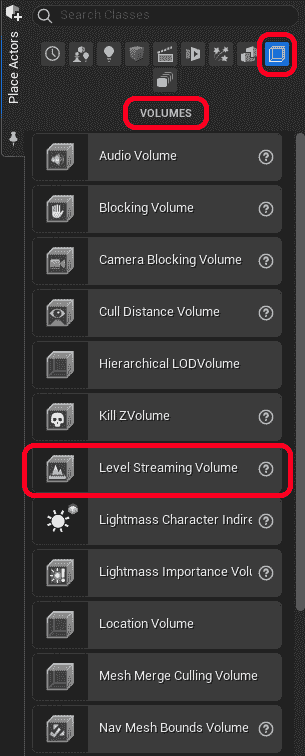 Place Actors
Search Classes
VOLUMES
Audio Volume
Blocking Volume
Camera Blocking Volume
Cull Distance Volume
Hierarchical LODVolume
Kill ZVolume
Level Streaming Volume
Lightmass Character Indire
Lightmass Importance Volu
Location Volume
Mesh Merge Culling Volume
Nav Mesh Bounds Volume